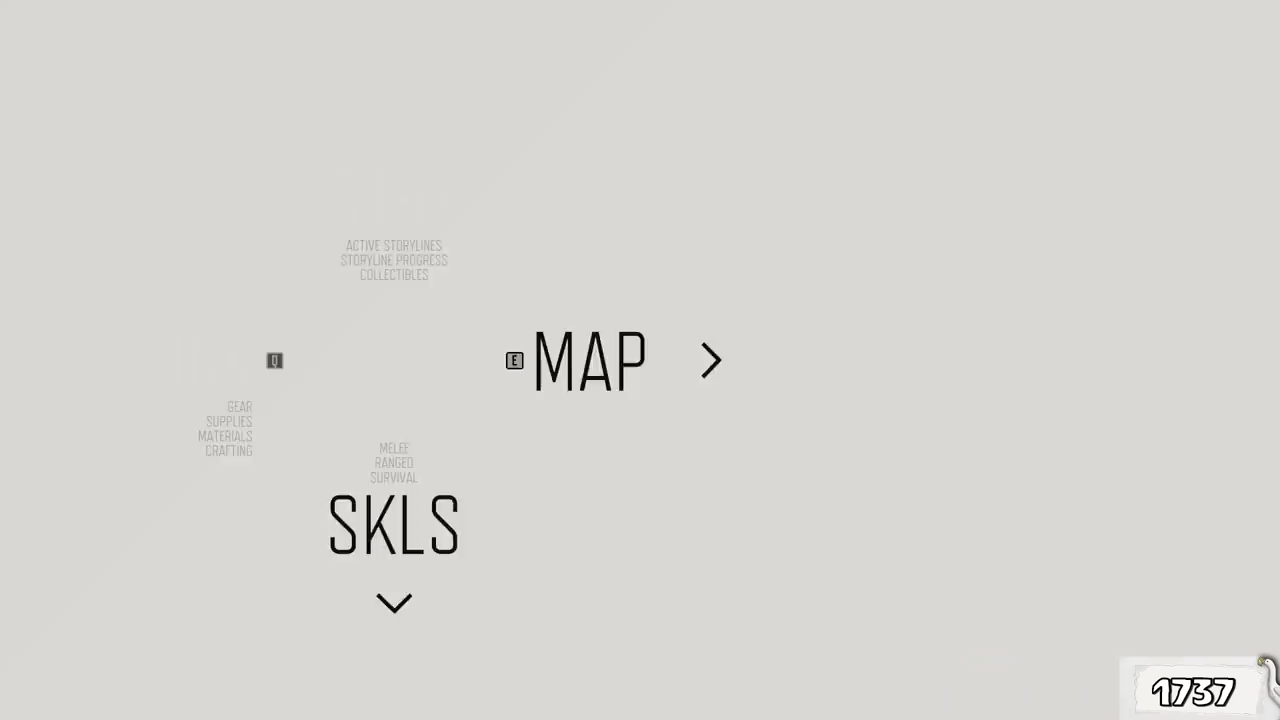 ACTIVE STORYLINES
STORYLINE PROGRESS
COLLECTIBLES
Q
E
MAP
GEAR
SUPPLIES
MATERIALS
CRAFTING
MELEE
RANGED
SURVIVAL
SKLS
1737